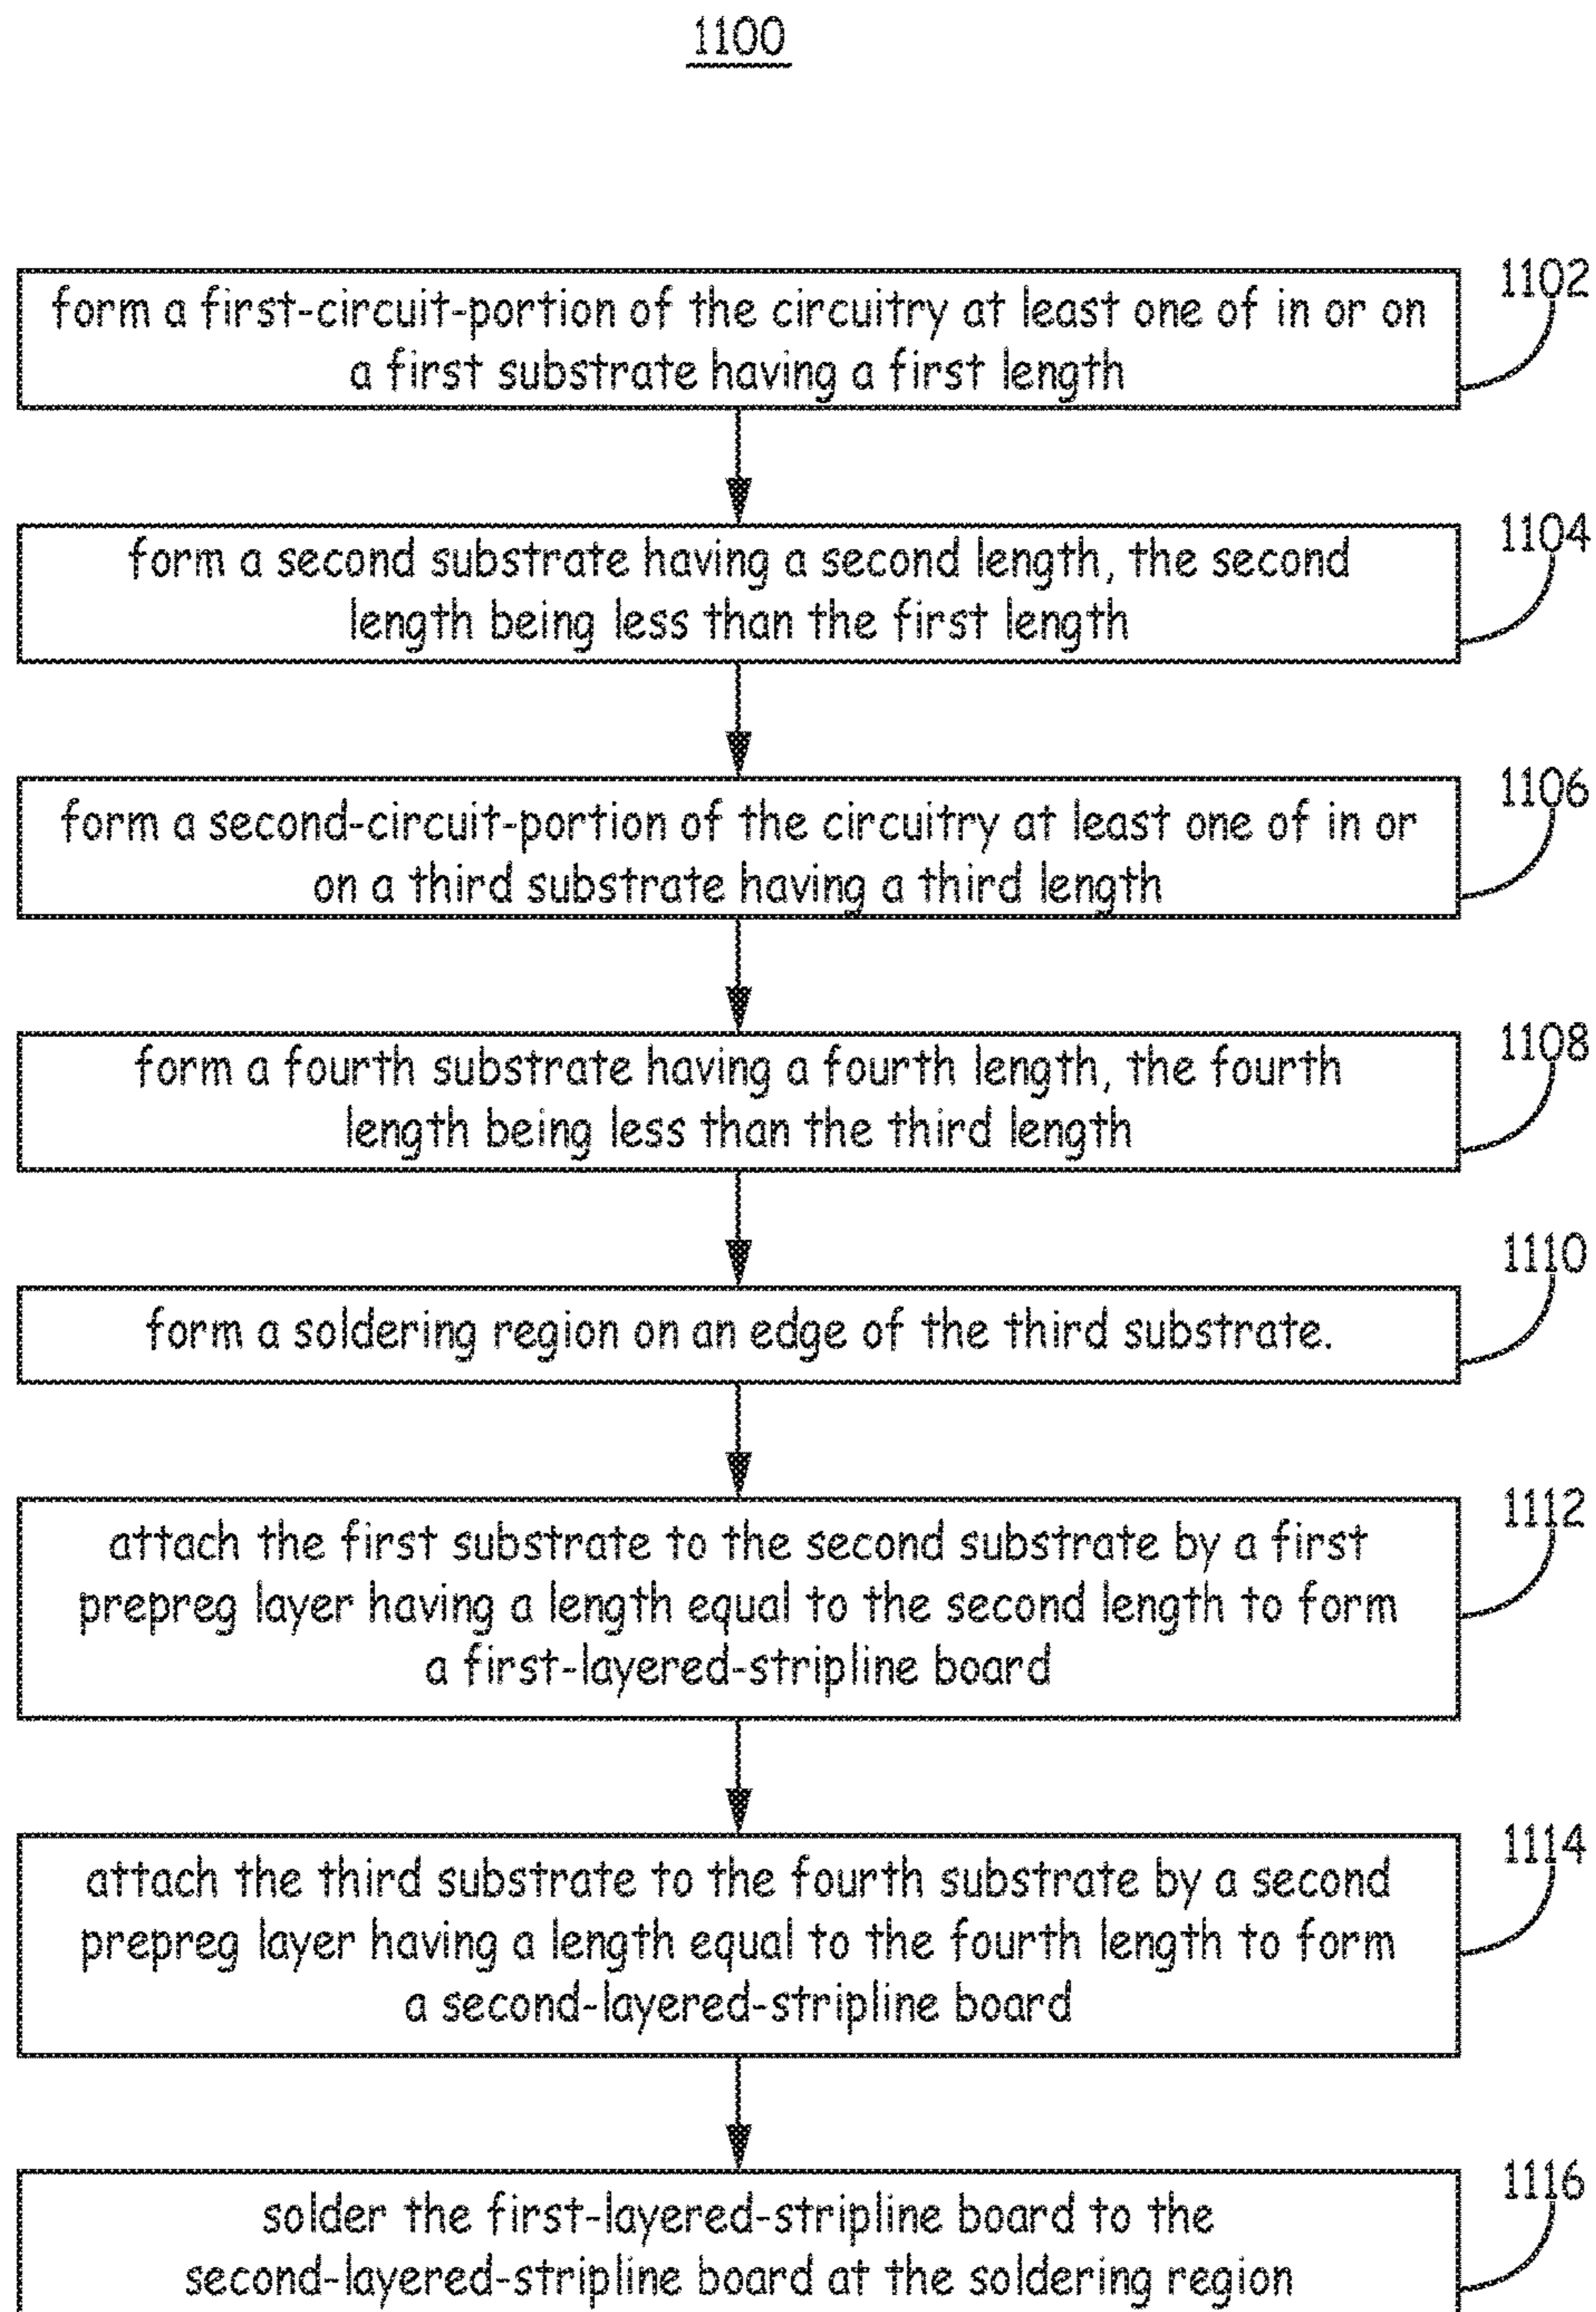 1100
1102
form a first-circuit-portion of the circuitry at least one of in or on
a first substrate having a first length
1104
form a second substrate having a second length, the second
length being less than the first length
1106
form a second-circuit-portion of the circuitry at least one of in or
on a third substrate having a third length
1108
form a fourth substrate having a fourth length, the fourth
length being less than the third length
1110
form a soldering region on an edge of the third substrate.
1112
attach the first substrate to the second substrate by a first
prepreg layer having a length equal to the second length to form
a first-layered-stripline board
1114
attach the third substrate to the fourth substrate by a second
prepreg layer having a length equal to the fourth length to form
a second-layered-stripline board
1116
solder the first-layered-stripline board to the
second-layered-stripline board at the soldering region